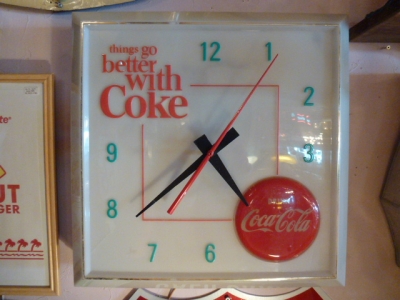 things go
better
with
Coke
12
1
2
3
6
7
8
9
Coca-Cola
UT
GER